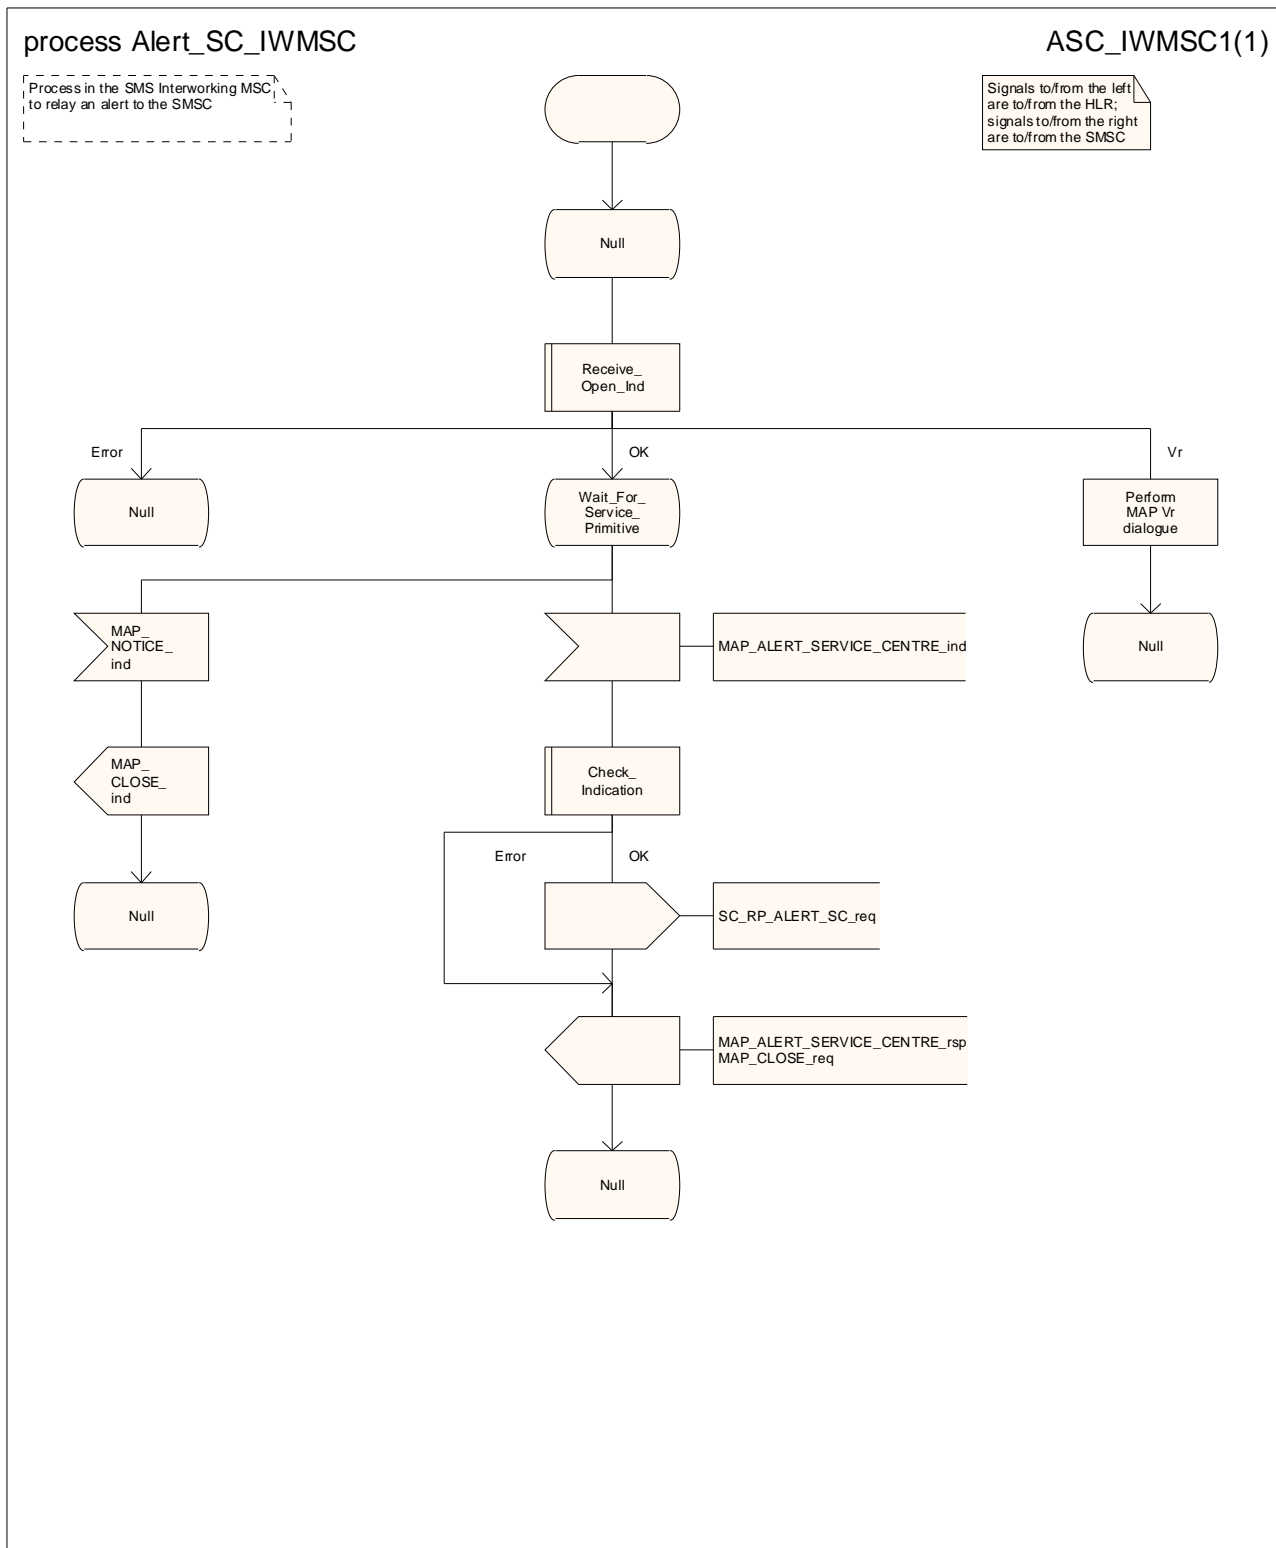 process Alert_SC_IWMSC
ASC_IWMSC1(1)
Process in the SMS Interworking MSC
to relay an alert to the SMSC
Signals to/from the left
are to/from the HLR;
signals to/from the right
are to/from the SMSC
Null
Receive_
Open_Ind
Error
OK
Vr
Null
Wait_For_
Service_
Primitive
Perform
MAP Vr
dialogue
MAP_
NOTICE_
ind
MAP_ALERT_SERVICE_CENTRE_ind
Null
MAP_
CLOSE_
ind
Check_
Indication
Error
OK
Null
SC_RP_ALERT_SC_req
MAP_ALERT_SERVICE_CENTRE_rsp
MAP_CLOSE_req
Null